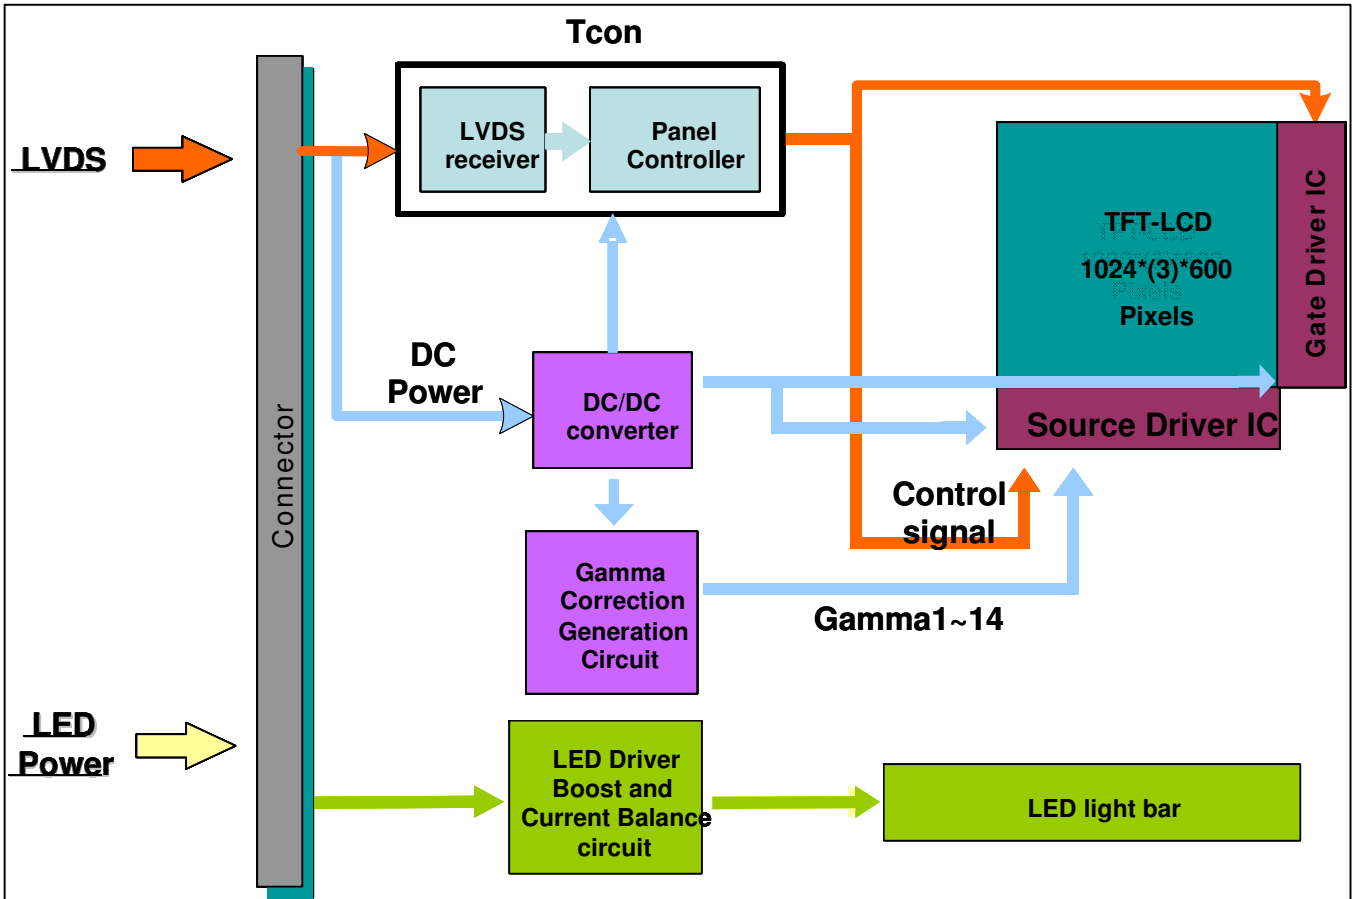 Tcon
LVDS
LVDS
receiver
Panel
Controller
TFT-LCD
1024*(3)*600
Pixels
Gate Driver IC
DC
Power
DC/DC
converter
Source Driver IC
Connector
Control
signal
Gamma
Correction
Generation
Circuit
Gamma1~14
LED
Power
LED Driver
Boost and
Current Balance
circuit
LED light bar